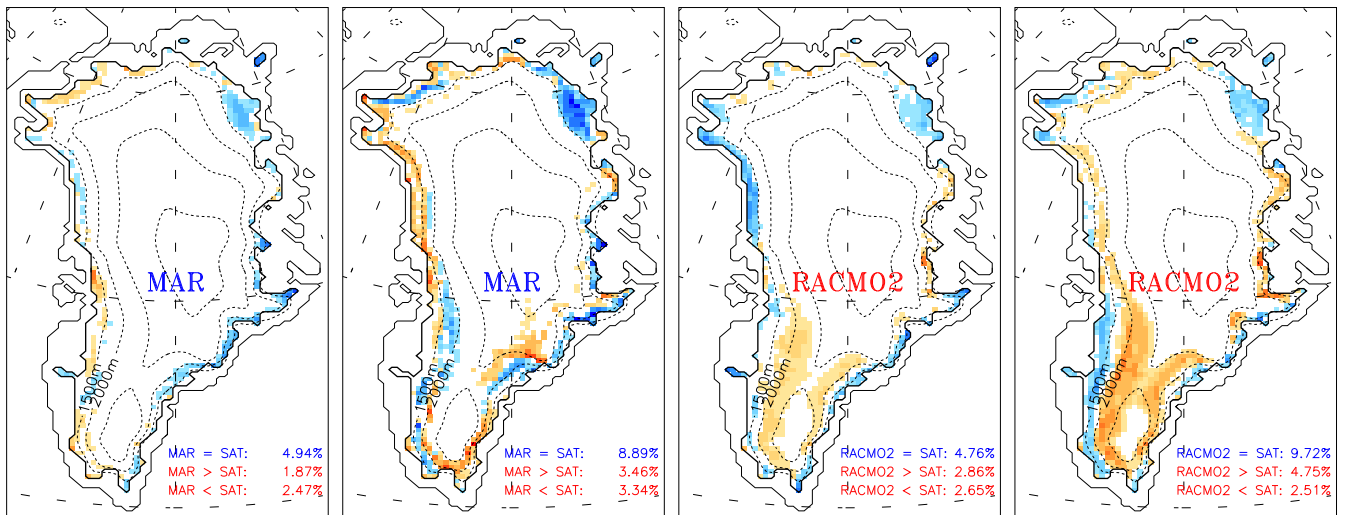 MAR
1500m
2000m
MAR = SAT: 4.94%
MAR > SAT: 1.87%
MAR < SAT: 2.47%
MAR
1500m
2000m
MAR = SAT: 8.89%
MAR > SAT: 3.46%
MAR < SAT: 3.34%
RACMO2
1500m
2000m
RACMO2 = SAT: 4.76%
RACMO2 > SAT: 2.86%
RACMO2 < SAT: 2.65%
RACMO2
1500m
2000m
RACMO2 = SAT: 9.72%
RACMO2 > SAT: 4.75%
RACMO2 < SAT: 2.51%